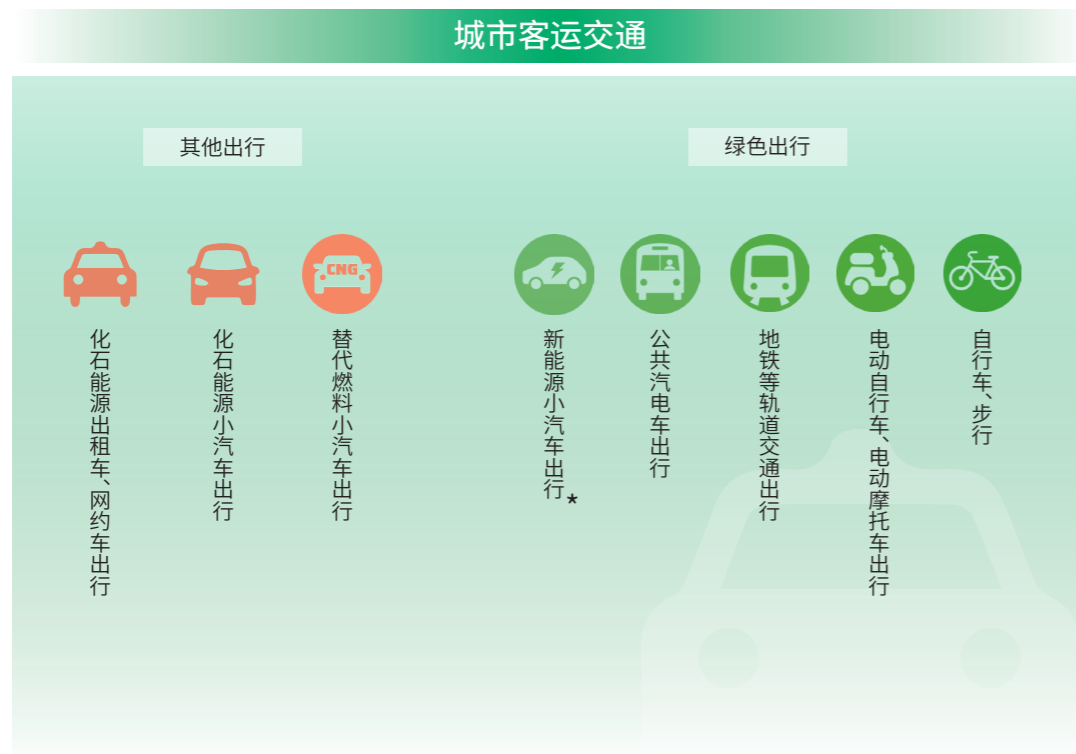 城市客运交通
其他出行
绿色出行
CNG
化石能源出租车、网约车出行
化石能源小汽车出行
替代燃料小汽车出行
新能源小汽车出行*
公共汽电车出行
地铁等轨道交通出行
电动自行车、电动摩托车出行
自行车、步行